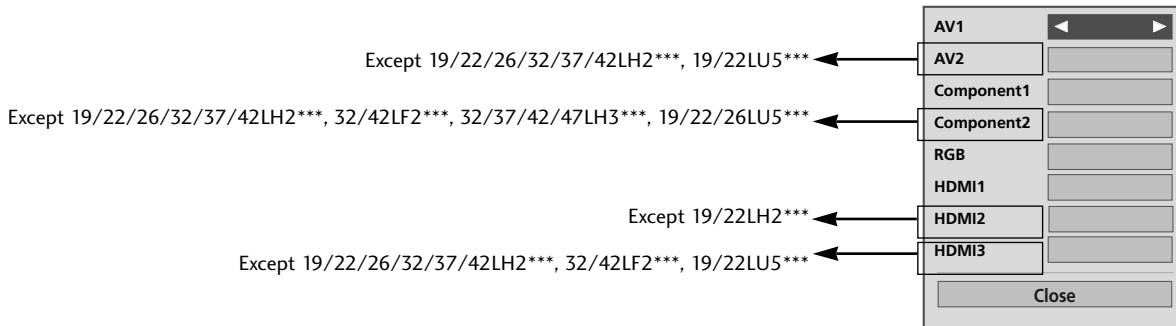 AV1
Except 19/22/26/32/37/42LH2***, 19/22LU5***
AV2
Component1
Except 19/22/26/32/37/42LH2***, 32/42LF2***, 32/37/42/47LH3***, 19/22/26LU5***
Component2
RGB
HDMI1
Except 19/22LH2***
HDMI2
Except 19/22/26/32/37/42LH2***, 32/42LF2***, 19/22LU5***
HDMI3
Close